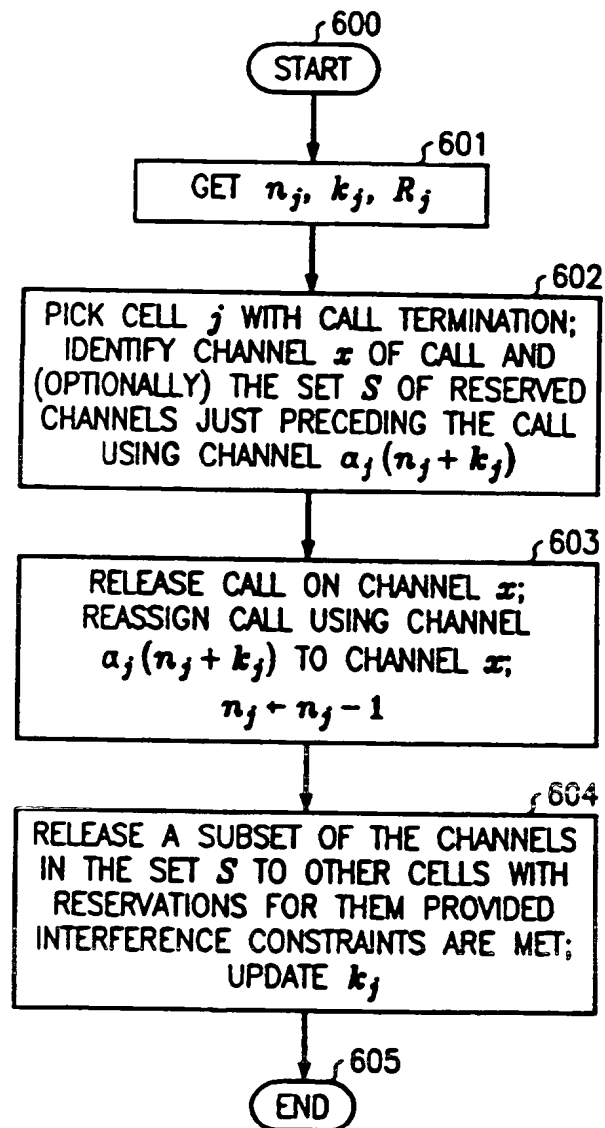 600
START
601
GET n_j, k_j, R_j
602
PICK CELL j WITH CALL TERMINATION;
IDENTIFY CHANNEL x OF CALL AND
(OPTIONALLY) THE SET S OF RESERVED
CHANNELS JUST PRECEDING THE CALL
USING CHANNEL α_j(n_j + k_j)
603
RELEASE CALL ON CHANNEL x;
REASSIGN CALL USING CHANNEL
α_j(n_j + k_j) TO CHANNEL x;
n_j ← n_j − 1
604
RELEASE A SUBSET OF THE CHANNELS
IN THE SET S TO OTHER CELLS WITH
RESERVATIONS FOR THEM PROVIDED
INTERFERENCE CONSTRAINTS ARE MET;
UPDATE k_j
605
END